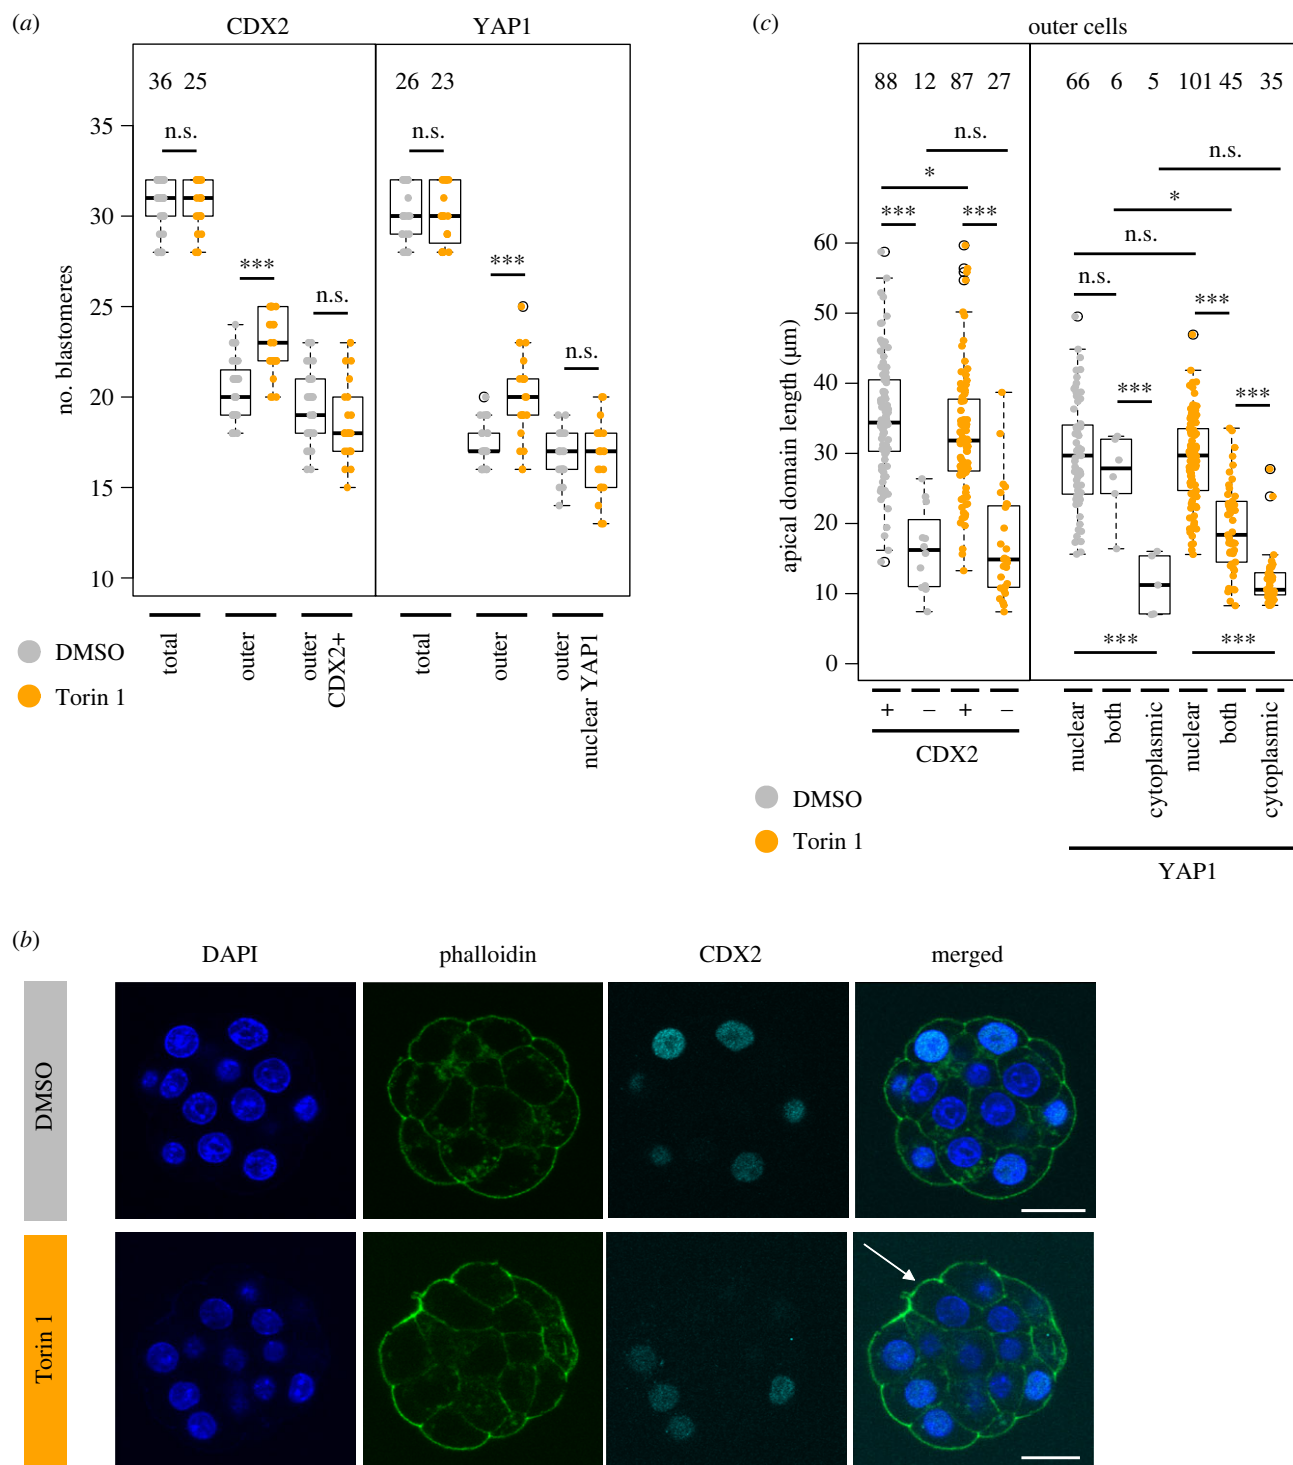 (a)
CDX2
YAP1
36 25
26 23
n.s.
n.s.
***
n.s.
***
n.s.
35
30
25
20
15
10
no. blastomeres
total
outer
outer
CDX2+
total
outer
outer
nuclear YAP1
DMSO
Torin 1
(c)
outer cells
88 12 87 27
66 6 5 101 45 35
n.s.
*
***
***
n.s.
*
n.s.
n.s.
***
***
***
***
***
60
50
40
30
20
10
0
apical domain length (µm)
+ – + –
CDX2
nuclear
both
cytoplasmic
nuclear
both
cytoplasmic
YAP1
DMSO
Torin 1
(b)
DAPI
phalloidin
CDX2
merged
DMSO
Torin 1